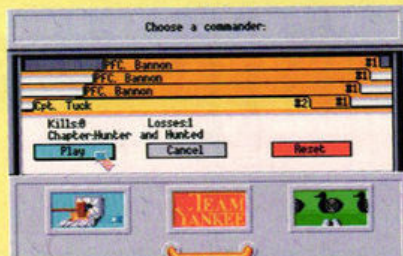 Choose a commander:
PFC. Bannon #1
PFC. Bannon #1
PFC. Bannon #1
Cpt. Tuck #2 #1
Kills:0 Losses:1
Chapter:Hunter and Hunted
Play Cancel Reset
TEAM
YANKEE